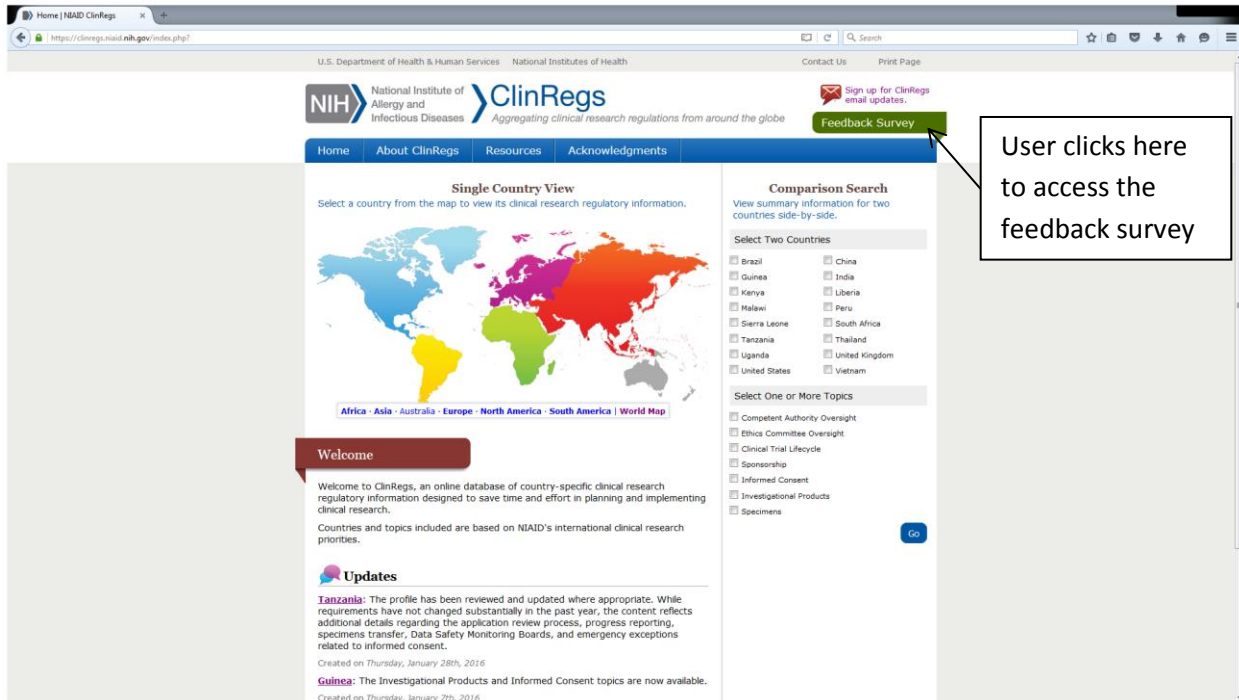 Home | NIAID ClinRegs
https://clinregs.niaid.nih.gov/index.php?
Search
U.S. Department of Health & Human Services National Institutes of Health
Contact Us Print Page
NIH
National Institute of
Allergy and
Infectious Diseases
ClinRegs
Aggregating clinical research regulations from around the globe
Sign up for ClinRegs
email updates.
Feedback Survey
User clicks here
to access the
feedback survey
Home About ClinRegs Resources Acknowledgments
Single Country View
Select a country from the map to view its clinical research regulatory information.
Africa · Asia · Australia · Europe · North America · South America | World Map
Welcome
Welcome to ClinRegs, an online database of country-specific clinical research
regulatory information designed to save time and effort in planning and implementing
clinical research.
Countries and topics included are based on NIAID's international clinical research
priorities.
Updates
Tanzania: The profile has been reviewed and updated where appropriate. While
requirements have not changed substantially in the past year, the content reflects
additional details regarding the application review process, progress reporting,
specimens transfer, Data Safety Monitoring Boards, and emergency exceptions
related to informed consent.
Created on Thursday, January 28th, 2016
Guinea: The Investigational Products and Informed Consent topics are now available.
Created on Thursday, January 7th, 2016
Comparison Search
View summary information for two
countries side-by-side.
Select Two Countries
Brazil China
Guinea India
Kenya Liberia
Malawi Peru
Sierra Leone South Africa
Tanzania Thailand
Uganda United Kingdom
United States Vietnam
Select One or More Topics
Competent Authority Oversight
Ethics Committee Oversight
Clinical Trial Lifecycle
Sponsorship
Informed Consent
Investigational Products
Specimens
Go